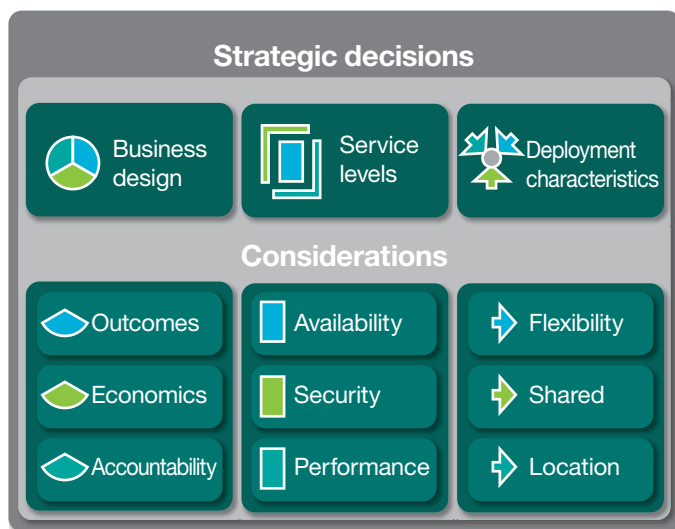 Strategic decisions
Business
design
Service
levels
Deployment
characteristics
Considerations
Outcomes
Availability
Flexibility
Economics
Security
Shared
Accountability
Performance
Location